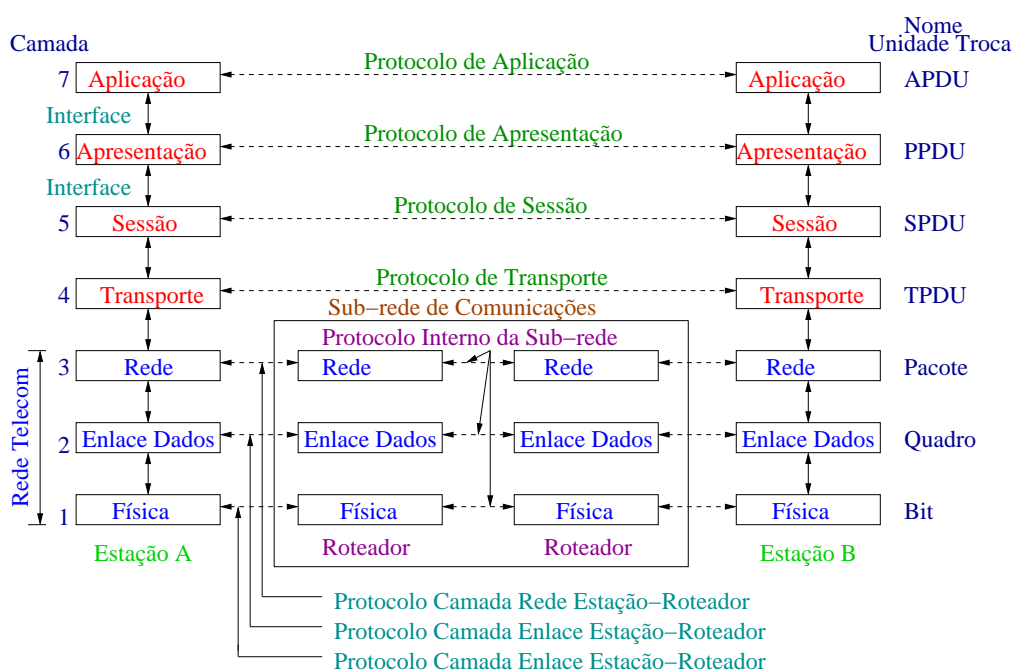 Nome
Camada Unidade Troca
Protocolo de Aplicação
7 Aplicação Aplicação APDU
Interface
Protocolo de Apresentação
6 Apresentação Apresentação PPDU
Interface
Protocolo de Sessão
5 Sessão Sessão SPDU
Protocolo de Transporte
4 Transporte Transporte TPDU
Sub−rede de Comunicações
Protocolo Interno da Sub−rede
3 Rede Rede Rede Rede Pacote
Rede Telecom
2 Enlace Dados Enlace Dados Enlace Dados Enlace Dados Quadro
1 Física Física Física Física Bit
Estação A Roteador Roteador Estação B
Protocolo Camada Rede Estação−Roteador
Protocolo Camada Enlace Estação−Roteador
Protocolo Camada Enlace Estação−Roteador